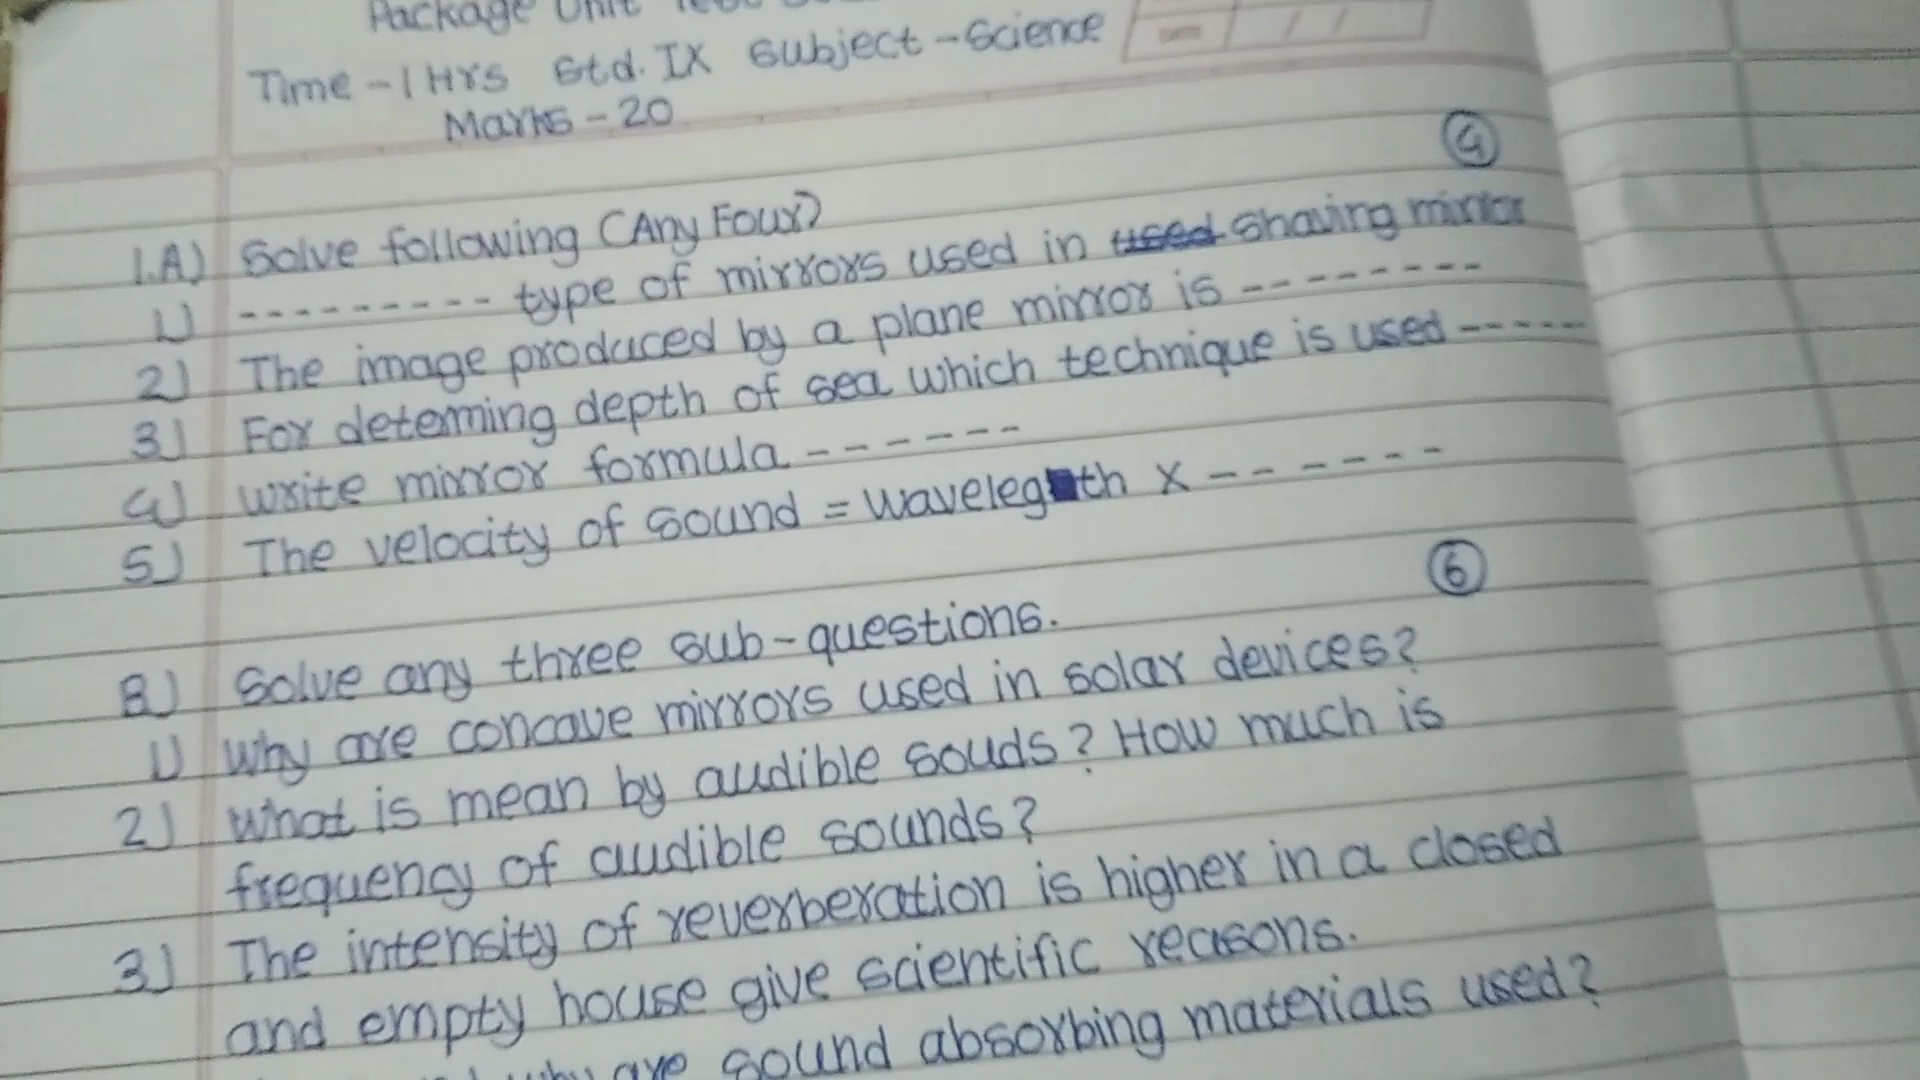 Package Unit
Time - 1 Hrs Std. IX Subject - Science
Marks - 20
4
1.A) Solve following (Any Four)
1) --------- type of mirrors used in shaving mirror
2) The image produced by a plane mirror is ---------
3) For deteming depth of sea which technique is used -----
4) write mirror formula ------
5) The velocity of sound = wavelegth x -------
6
B) Solve any three sub-questions.
1) Why are concave mirrors used in solar devices?
2) What is mean by audible souds? How much is
frequency of audible sounds?
3) The intensity of reverberation is higher in a closed
and empty house give scientific reasons.
why are sound absorbing materials used?